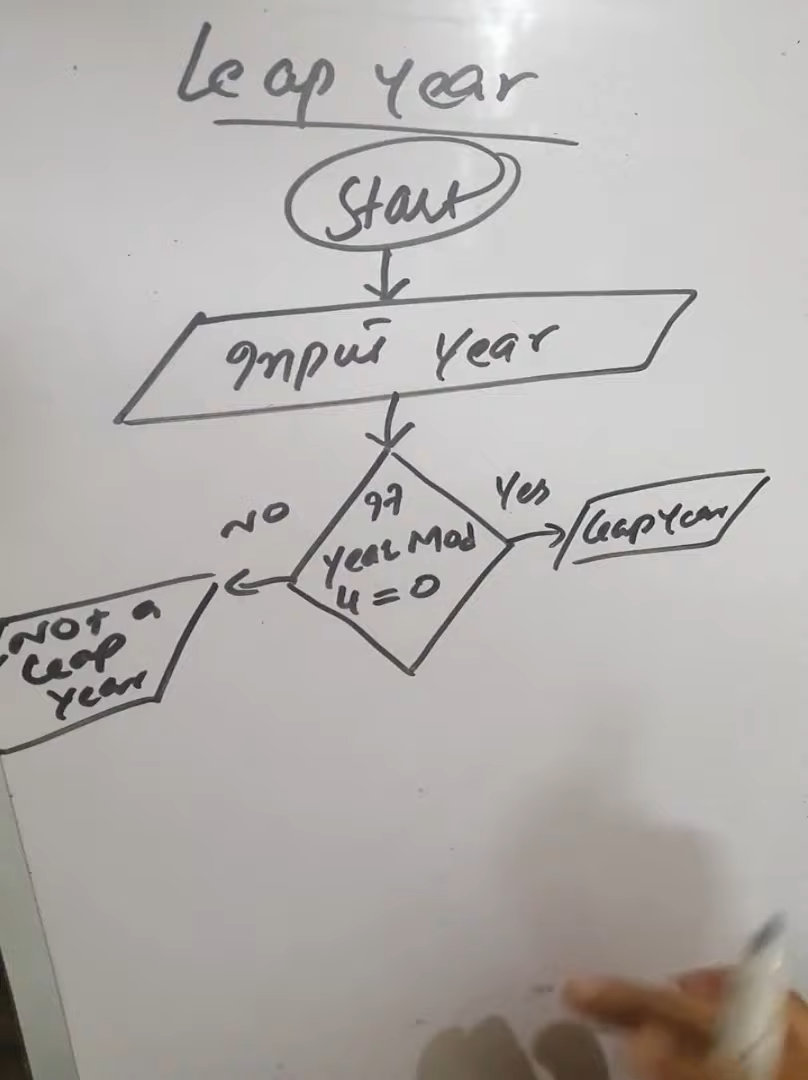 Leap year
Start
Input year
NO
Yes
If
year Mod
4 = 0
Leap Year
Not a
Leap
Year